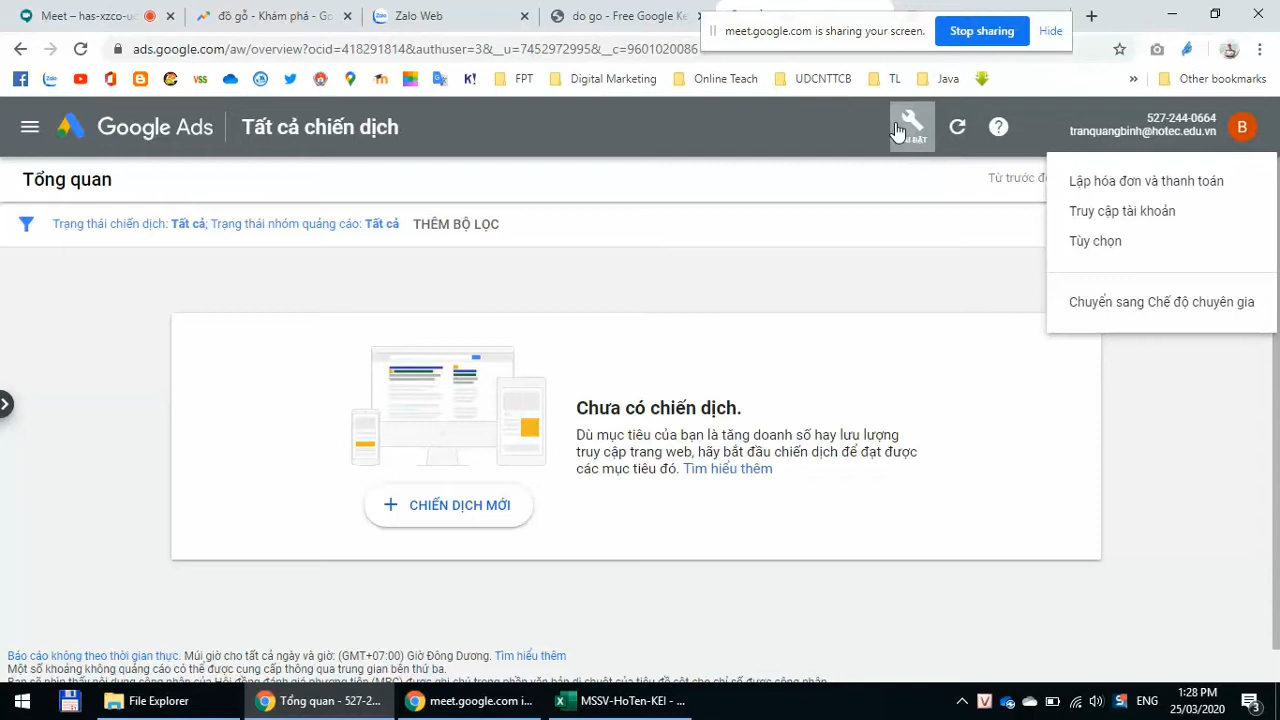 Meet – has-xzco-u
đồ gỗ - Khám phá - Go
Zalo Web
do go - Free Google Ke
meet.google.com is sharing your screen.
Stop sharing
Hide
ads.google.com/aw/overview?ocid=418291814&authuser=3&__u=74529729958&__c=9601020086
FPT
Digital Marketing
Online Teach
UDCNTTCB
TL
Java
»
Other bookmarks
Google Ads
Tất cả chiến dịch
527-244-0664
tranquangbinh@hotec.edu.vn
B
Tổng quan
Từ trước đ
Lập hóa đơn và thanh toán
Truy cập tài khoản
Tùy chọn
Chuyển sang Chế độ chuyên gia
Trạng thái chiến dịch: Tất cả; Trạng thái nhóm quảng cáo: Tất cả
THÊM BỘ LỌC
Chưa có chiến dịch.
Dù mục tiêu của bạn là tăng doanh số hay lưu lượng
truy cập trang web, hãy bắt đầu chiến dịch để đạt được
các mục tiêu đó. Tìm hiểu thêm
+ CHIẾN DỊCH MỚI
Báo cáo không theo thời gian thực. Múi giờ cho tất cả ngày và giờ: (GMT+07:00) Giờ Đông Dương. Tìm hiểu thêm
Một số khoảng không quảng cáo có thể được cung cấp thông qua trung gian bên thứ ba.
File Explorer
Tổng quan - 527-2...
meet.google.com i...
MSSV-HoTen-KEI - ...
ENG
1:28 PM
25/03/2020
3